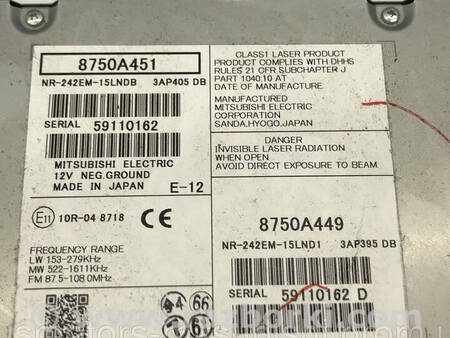 8750A451
NR-242EM-15LNDB 3AP405 DB
SERIAL 59110162
MITSUBISHI ELECTRIC
12V NEG.GROUND
MADE IN JAPAN E-12
E11 10R-04 8718 CE
FREQUENCY RANGE
LW 153-279KHz
MW 522-1611KHz
FM 87.5-108.0MHz
CLASS1 LASER PRODUCT
PRODUCT COMPLIES WITH DHHS
RULES 21 CFR SUBCHAPTER J
PART 1040.10 AT
DATE OF MANUFACTURE.
MANUFACTURED
MITSUBISHI ELECTRIC
CORPORATION
SANDA,HYOGO,JAPAN
DANGER
INVISIBLE LASER RADIATION
WHEN OPEN.
AVOID DIRECT EXPOSURE TO BEAM.
8750A449
NR-242EM-15LND1 3AP395 DB
SERIAL 59110162 D
66